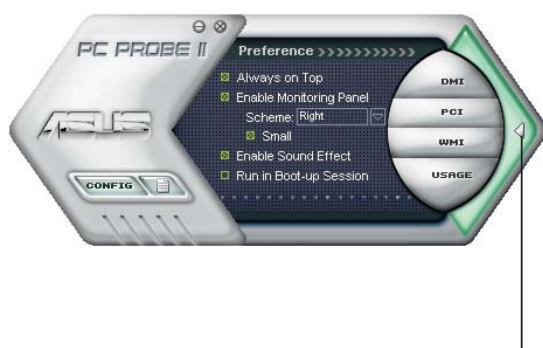 PC PROBE II
Preference
Always on Top
Enable Monitoring Panel
Scheme: Right
Small
Enable Sound Effect
Run in Boot-up Session
ASUS
CONFIG
DMI
PCI
WMI
USAGE